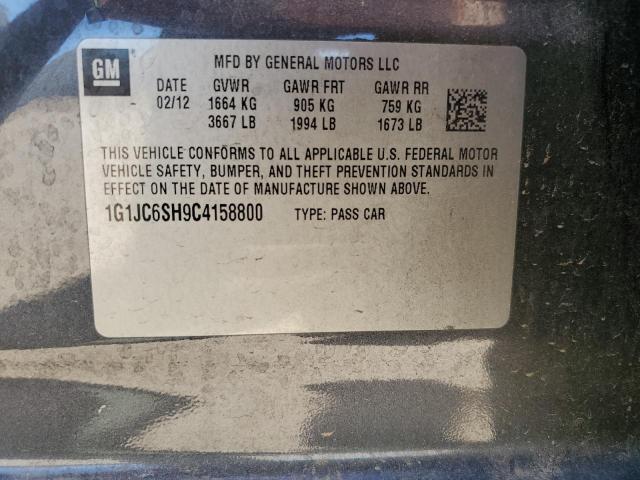 GM
MFD BY GENERAL MOTORS LLC
DATE GVWR GAWR FRT GAWR RR
02/12 1664 KG 905 KG 759 KG
3667 LB 1994 LB 1673 LB
THIS VEHICLE CONFORMS TO ALL APPLICABLE U.S. FEDERAL MOTOR
VEHICLE SAFETY, BUMPER, AND THEFT PREVENTION STANDARDS IN
EFFECT ON THE DATE OF MANUFACTURE SHOWN ABOVE.
1G1JC6SH9C4158800 TYPE: PASS CAR